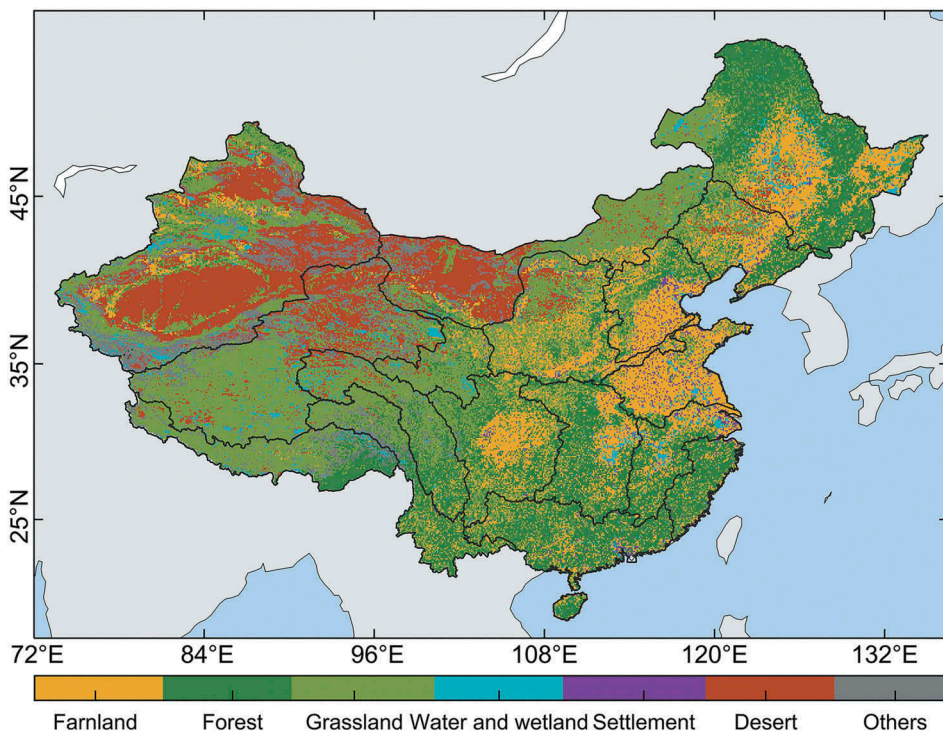 45°N
35°N
25°N
72°E 84°E 96°E 108°E 120°E 132°E
Farnland Forest Grassland Water and wetland Settlement Desert Others